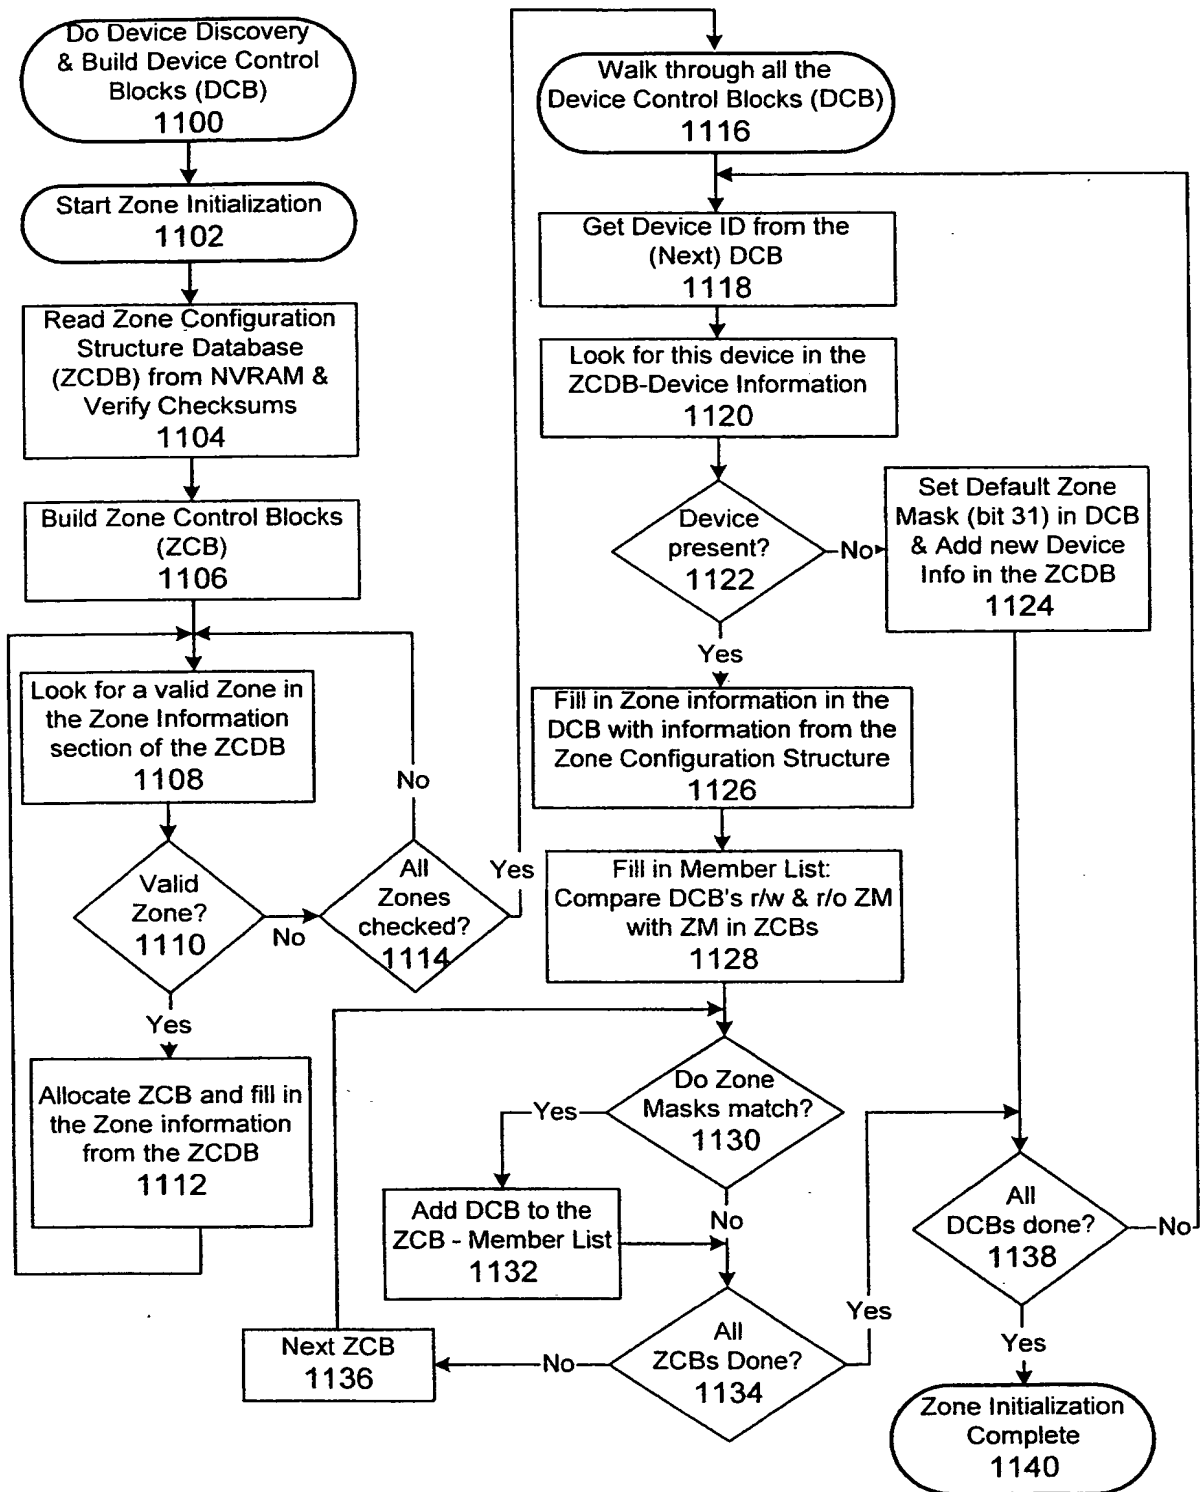 Do Device Discovery
& Build Device Control
Blocks (DCB)
1100
Start Zone Initialization
1102
Read Zone Configuration
Structure Database
(ZCDB) from NVRAM &
Verify Checksums
1104
Build Zone Control Blocks
(ZCB)
1106
Look for a valid Zone in
the Zone Information
section of the ZCDB
1108
Valid
Zone?
1110
No
Yes
All
Zones
checked?
1114
No
Yes
Allocate ZCB and fill in
the Zone information
from the ZCDB
1112
Walk through all the
Device Control Blocks (DCB)
1116
Get Device ID from the
(Next) DCB
1118
Look for this device in the
ZCDB-Device Information
1120
Device
present?
1122
No
Yes
Set Default Zone
Mask (bit 31) in DCB
& Add new Device
Info in the ZCDB
1124
Fill in Zone information in the
DCB with information from the
Zone Configuration Structure
1126
Fill in Member List:
Compare DCB's r/w & r/o ZM
with ZM in ZCBs
1128
Do Zone
Masks match?
1130
Yes
No
Add DCB to the
ZCB - Member List
1132
All
ZCBs Done?
1134
No
Yes
Next ZCB
1136
All
DCBs done?
1138
No
Yes
Zone Initialization
Complete
1140